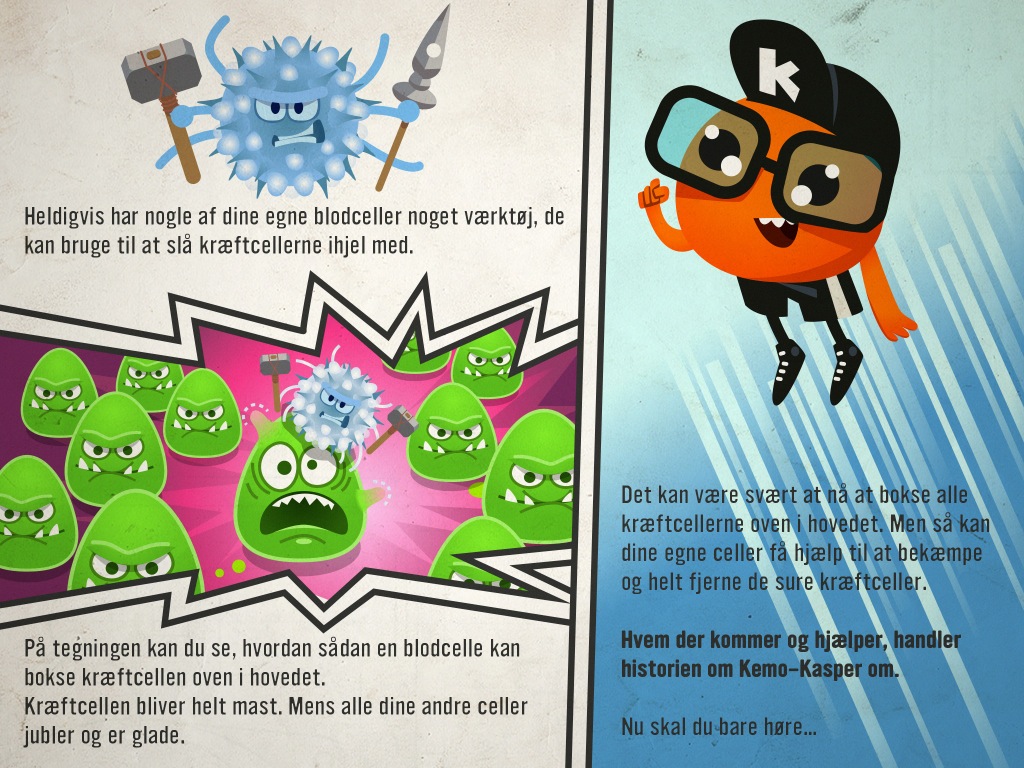 Heldigvis har nogle af dine egne blodceller noget værktøj, de
kan bruge til at slå kræftcellerne ihjel med.
På tegningen kan du se, hvordan sådan en blodcelle kan
bokse kræftcellen oven i hovedet.
Kræftcellen bliver helt mast. Mens alle dine andre celler
jubler og er glade.
k
Det kan være svært at nå at bokse alle
kræftcellerne oven i hovedet. Men så kan
dine egne celler få hjælp til at bekæmpe
og helt fjerne de sure kræftceller.
Hvem der kommer og hjælper, handler
historien om Kemo-Kasper om.
Nu skal du bare høre...